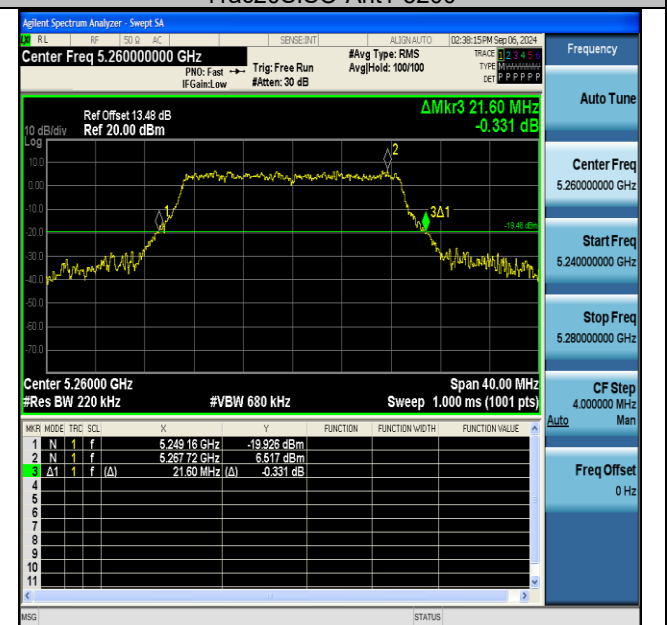 Agilent Spectrum Analyzer - Swept SA
RL RF 50 Ω AC SENSE:INT ALIGN AUTO 02:38:15 PM Sep 06, 2024
Center Freq 5.260000000 GHz
PNO: Fast
IFGain:Low
Trig: Free Run
#Atten: 30 dB
#Avg Type: RMS
Avg|Hold: 100/100
TRACE 1 2 3 4 5 6
TYPE MWWWWW
DET P P P P P P
Ref Offset 13.48 dB
Ref 20.00 dBm
10 dB/div
Log
ΔMkr3 21.60 MHz
-0.331 dB
10.0
0.00
-10.0
-20.0
-30.0
-40.0
-50.0
-60.0
-70.0
1
2
3Δ1
-19.48 dBm
Center 5.26000 GHz Span 40.00 MHz
#Res BW 220 kHz #VBW 680 kHz Sweep 1.000 ms (1001 pts)
MKR MODE TRC SCL X Y FUNCTION FUNCTION WIDTH FUNCTION VALUE
1 N 1 f 5.249 16 GHz -19.926 dBm
2 N 1 f 5.267 72 GHz 6.517 dBm
3 Δ1 1 f (Δ) 21.60 MHz (Δ) -0.331 dB
4
5
6
7
8
9
10
11
MSG STATUS
Frequency
Auto Tune
Center Freq
5.260000000 GHz
Start Freq
5.240000000 GHz
Stop Freq
5.280000000 GHz
CF Step
4.000000 MHz
Auto Man
Freq Offset
0 Hz